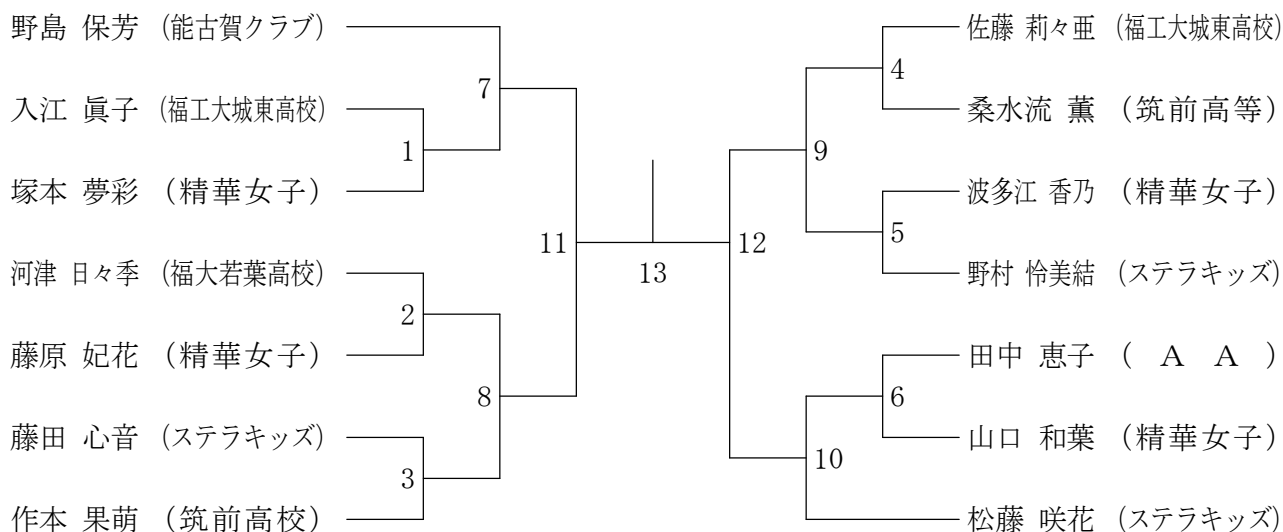 野島 保芳 (能古賀クラブ)
入江 眞子 (福工大城東高校)
塚本 夢彩 (精華女子)
河津 日々季 (福大若葉高校)
藤原 妃花 (精華女子)
藤田 心音 (ステラキッズ)
作本 果萌 (筑前高校)
1
2
3
7
8
11
13
12
9
10
4
5
6
佐藤 莉々亜 (福工大城東高校)
桑水流 薫 (筑前高等)
波多江 香乃 (精華女子)
野村 怜美結 (ステラキッズ)
田中 恵子 ( A A )
山口 和葉 (精華女子)
松藤 咲花 (ステラキッズ)